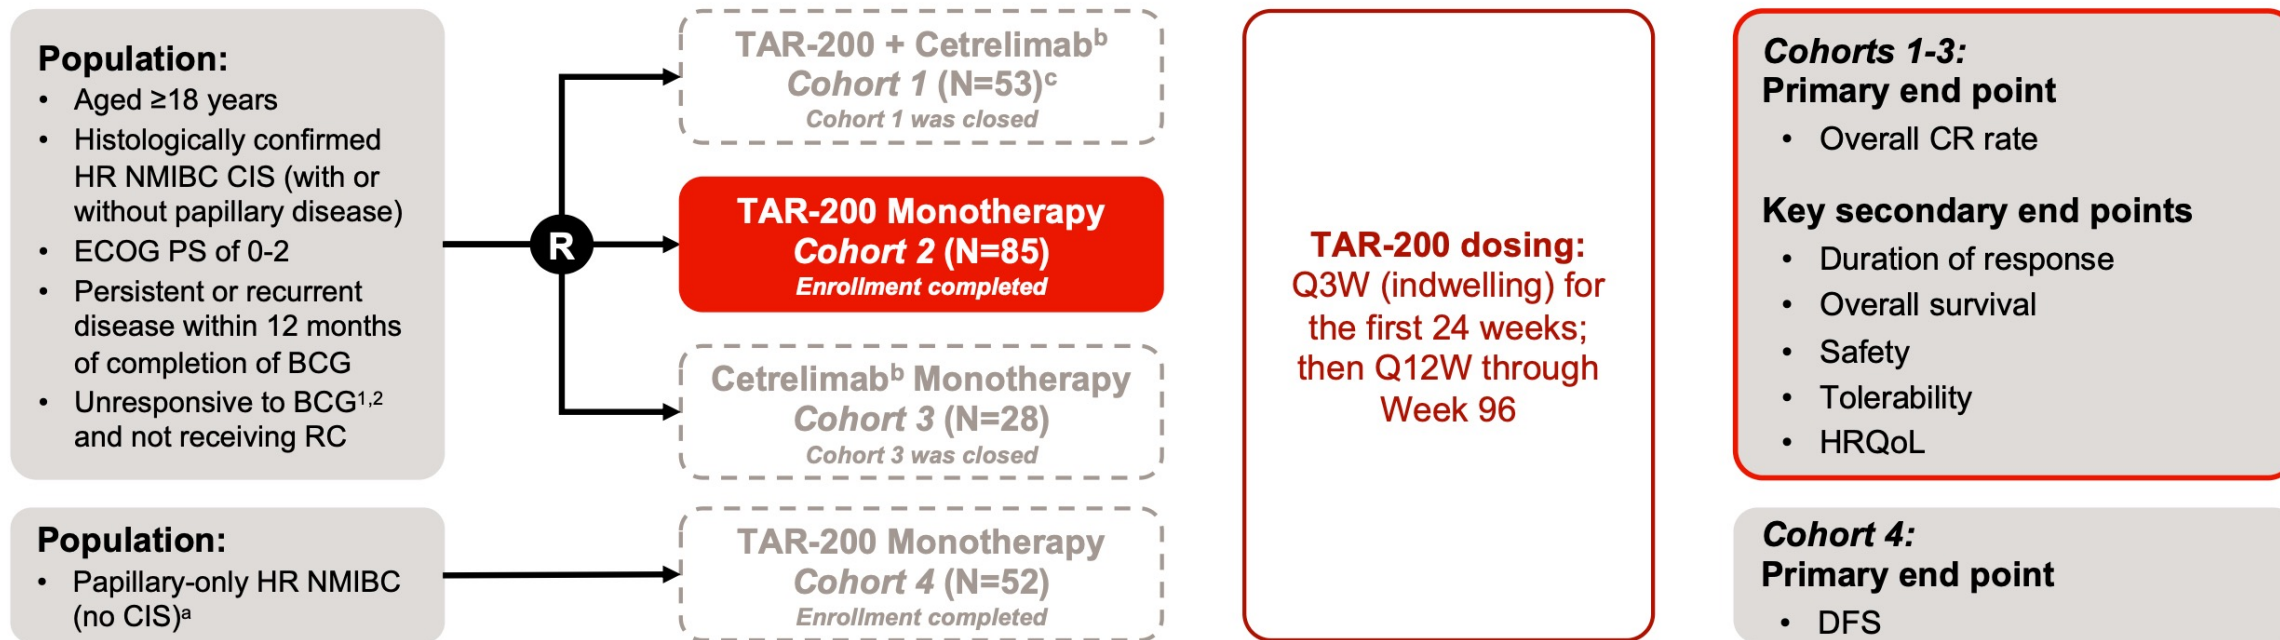 Population:
• Aged ≥18 years
• Histologically confirmed
HR NMIBC CIS (with or
without papillary disease)
• ECOG PS of 0-2
• Persistent or recurrent
disease within 12 months
of completion of BCG
• Unresponsive to BCG¹,²
and not receiving RC
Population:
• Papillary-only HR NMIBC
(no CIS)ᵃ
R
TAR-200 + Cetrelimabᵇ
Cohort 1 (N=53)ᶜ
Cohort 1 was closed
TAR-200 Monotherapy
Cohort 2 (N=85)
Enrollment completed
Cetrelimabᵇ Monotherapy
Cohort 3 (N=28)
Cohort 3 was closed
TAR-200 Monotherapy
Cohort 4 (N=52)
Enrollment completed
TAR-200 dosing:
Q3W (indwelling) for
the first 24 weeks;
then Q12W through
Week 96
Cohorts 1-3:
Primary end point
• Overall CR rate
Key secondary end points
• Duration of response
• Overall survival
• Safety
• Tolerability
• HRQoL
Cohort 4:
Primary end point
• DFS